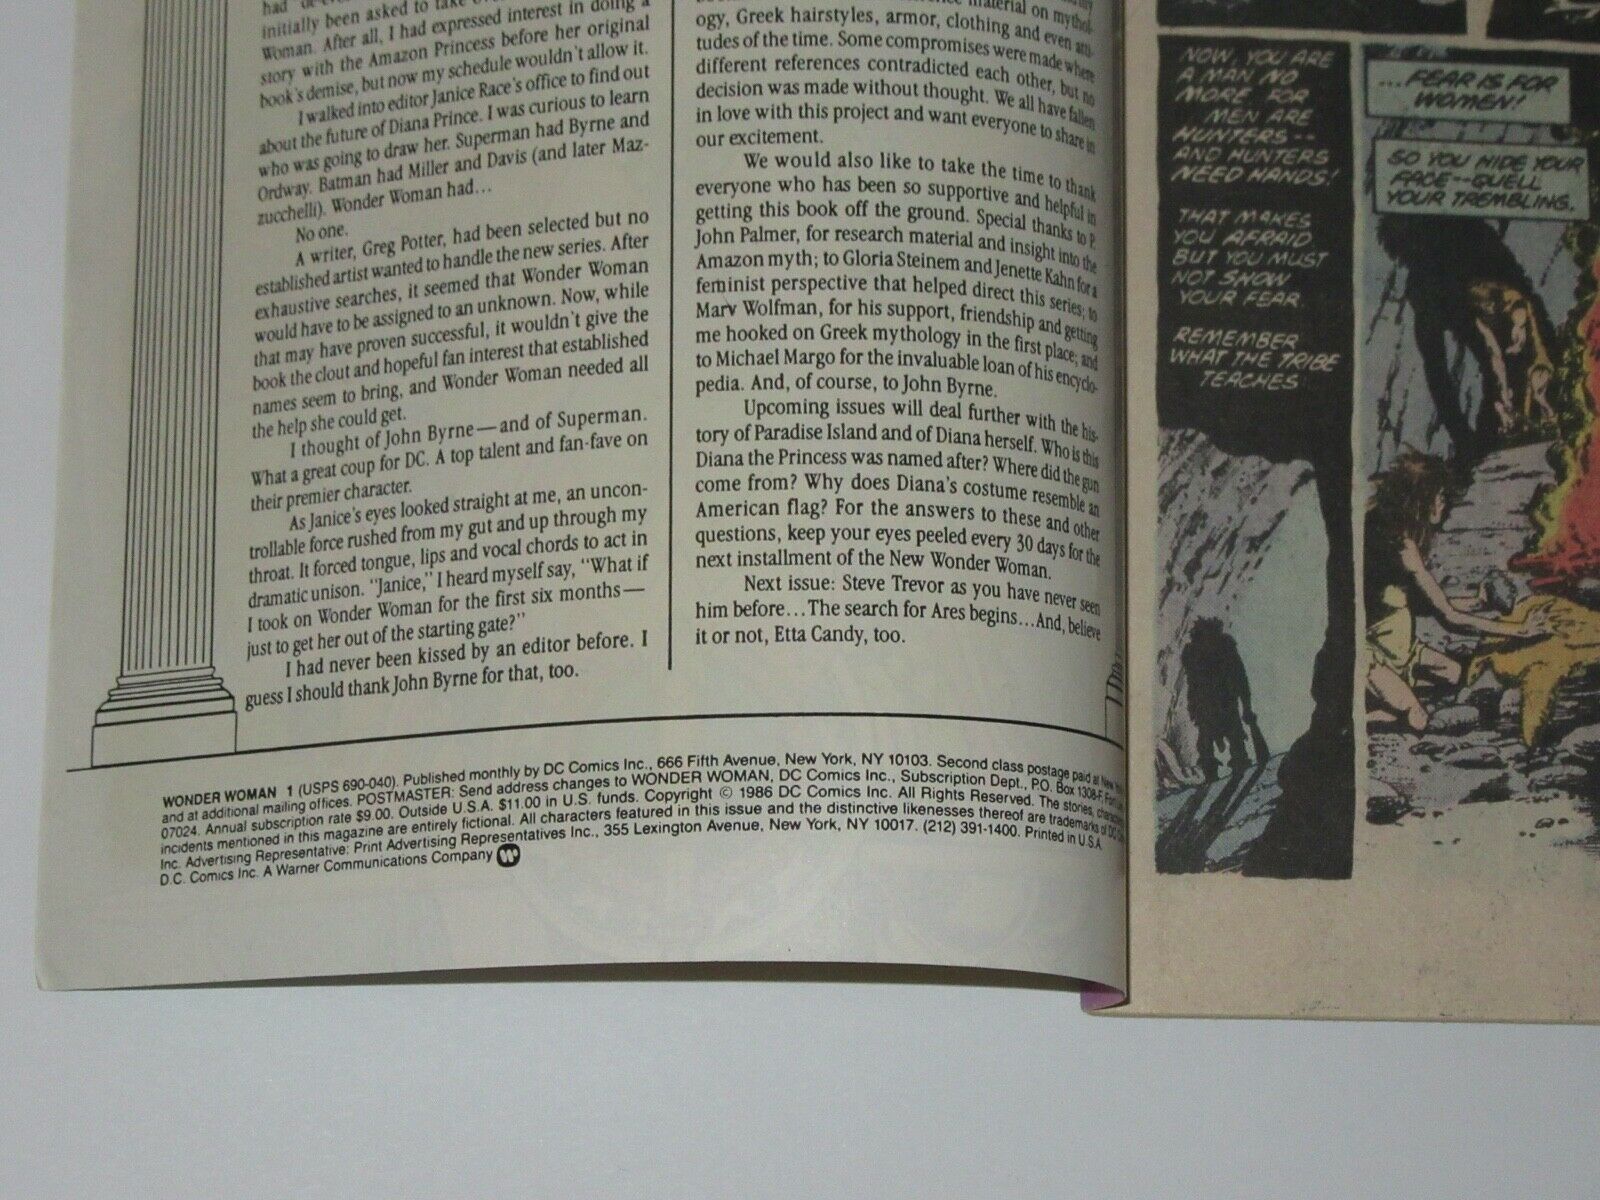 had
initially been asked to take
Woman. After all, I had expressed interest in doing a
story with the Amazon Princess before her original
book's demise, but now my schedule wouldn't allow it.
I walked into editor Janice Race's office to find out
about the future of Diana Prince. I was curious to learn
who was going to draw her. Superman had Byrne and
Ordway. Batman had Miller and Davis (and later Maz-
zucchelli). Wonder Woman had...
No one.
A writer, Greg Potter, had been selected but no
established artist wanted to handle the new series. After
exhaustive searches, it seemed that Wonder Woman
would have to be assigned to an unknown. Now, while
that may have proven successful, it wouldn't give the
book the clout and hopeful fan interest that established
names seem to bring, and Wonder Woman needed all
the help she could get.
I thought of John Byrne—and of Superman.
What a great coup for DC. A top talent and fan-fave on
their premier character.
As Janice's eyes looked straight at me, an uncon-
trollable force rushed from my gut and up through my
throat. It forced tongue, lips and vocal chords to act in
dramatic unison. "Janice," I heard myself say, "What if
I took on Wonder Woman for the first six months—
just to get her out of the starting gate?"
I had never been kissed by an editor before. I
guess I should thank John Byrne for that, too.
material on mythol-
ogy, Greek hairstyles, armor, clothing and even atti-
tudes of the time. Some compromises were made where
different references contradicted each other, but no
decision was made without thought. We all have fallen
in love with this project and want everyone to share in
our excitement.
We would also like to take the time to thank
everyone who has been so supportive and helpful in
getting this book off the ground. Special thanks to P.
John Palmer, for research material and insight into the
Amazon myth; to Gloria Steinem and Jenette Kahn for a
feminist perspective that helped direct this series; to
Marv Wolfman, for his support, friendship and getting
me hooked on Greek mythology in the first place; and
to Michael Margo for the invaluable loan of his encyclo-
pedia. And, of course, to John Byrne.
Upcoming issues will deal further with the his-
tory of Paradise Island and of Diana herself. Who is this
Diana the Princess was named after? Where did the gun
come from? Why does Diana's costume resemble an
American flag? For the answers to these and other
questions, keep your eyes peeled every 30 days for the
next installment of the New Wonder Woman.
Next issue: Steve Trevor as you have never seen
him before...The search for Ares begins...And, believe
it or not, Etta Candy, too.
WONDER WOMAN 1 (USPS 690-040). Published monthly by DC Comics Inc., 666 Fifth Avenue, New York, NY 10103. Second class postage paid at New
and at additional mailing offices. POSTMASTER: Send address changes to WONDER WOMAN, DC Comics Inc., Subscription Dept., P.O. Box 1308-F, Fort
07024. Annual subscription rate $9.00. Outside U.S.A. $11.00 in U.S. funds. Copyright © 1986 DC Comics Inc. All Rights Reserved. The stories, characters
incidents mentioned in this magazine are entirely fictional. All characters featured in this issue and the distinctive likenesses thereof are trademarks of DC
Inc. Advertising Representative: Print Advertising Representatives Inc., 355 Lexington Avenue, New York, NY 10017. (212) 391-1400. Printed in U.S.A.
D.C. Comics Inc. A Warner Communications Company
NOW, YOU ARE
A MAN NO
MORE, FOR
MEN ARE
HUNTERS--
AND HUNTERS
NEED HANDS!
THAT MAKES
YOU AFRAID
BUT YOU MUST
NOT SHOW
YOUR FEAR.
REMEMBER
WHAT THE TRIBE
TEACHES
...FEAR IS FOR
WOMEN!
SO YOU HIDE YOUR
FACE--QUELL
YOUR TREMBLING.